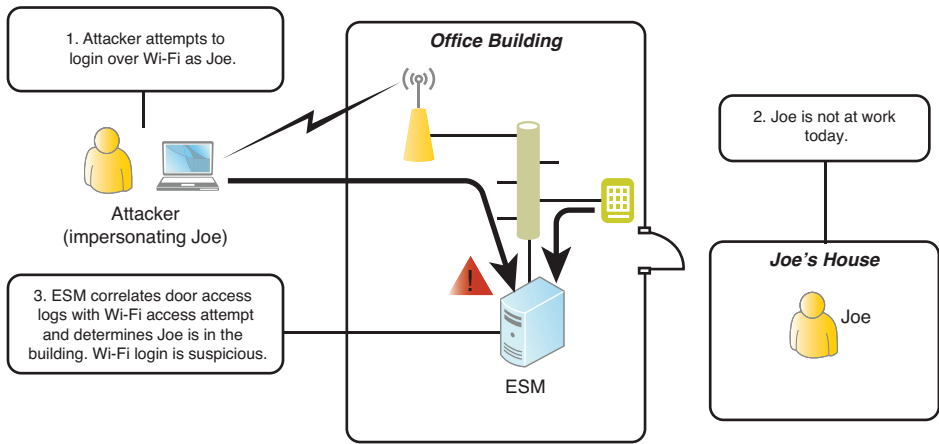 1. Attacker attempts to
login over Wi-Fi as Joe.
Office Building
2. Joe is not at work
today.
Attacker
(impersonating Joe)
Joe's House
Joe
3. ESM correlates door access
logs with Wi-Fi access attempt
and determines Joe is in the
building. Wi-Fi login is suspicious.
!
ESM